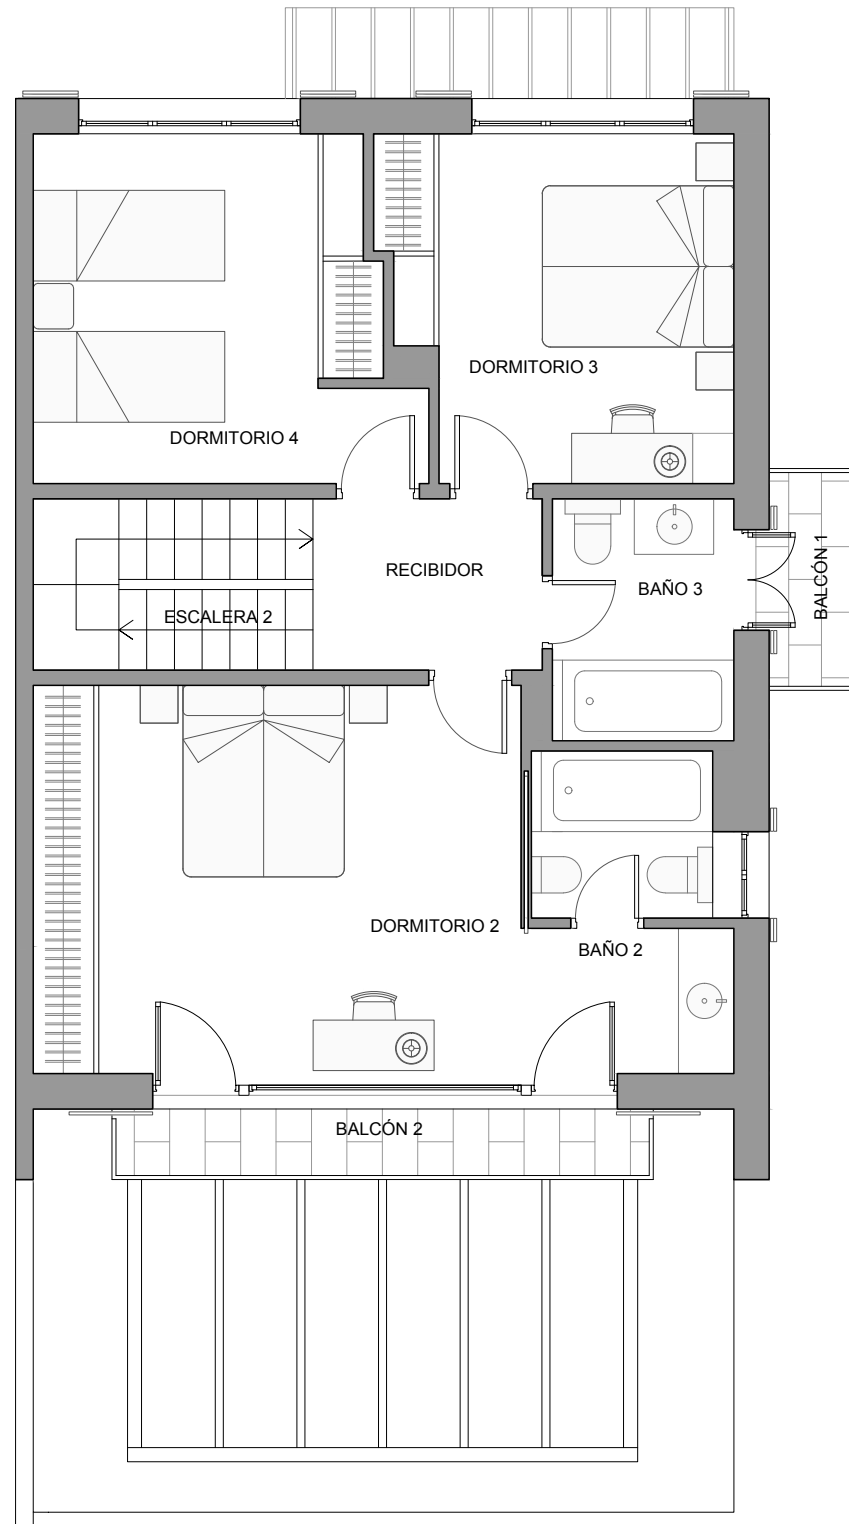 DORMITORIO 3
DORMITORIO 4
RECIBIDOR
BAÑO 3
BALCÓN 1
ESCALERA 2
DORMITORIO 2
BAÑO 2
BALCÓN 2